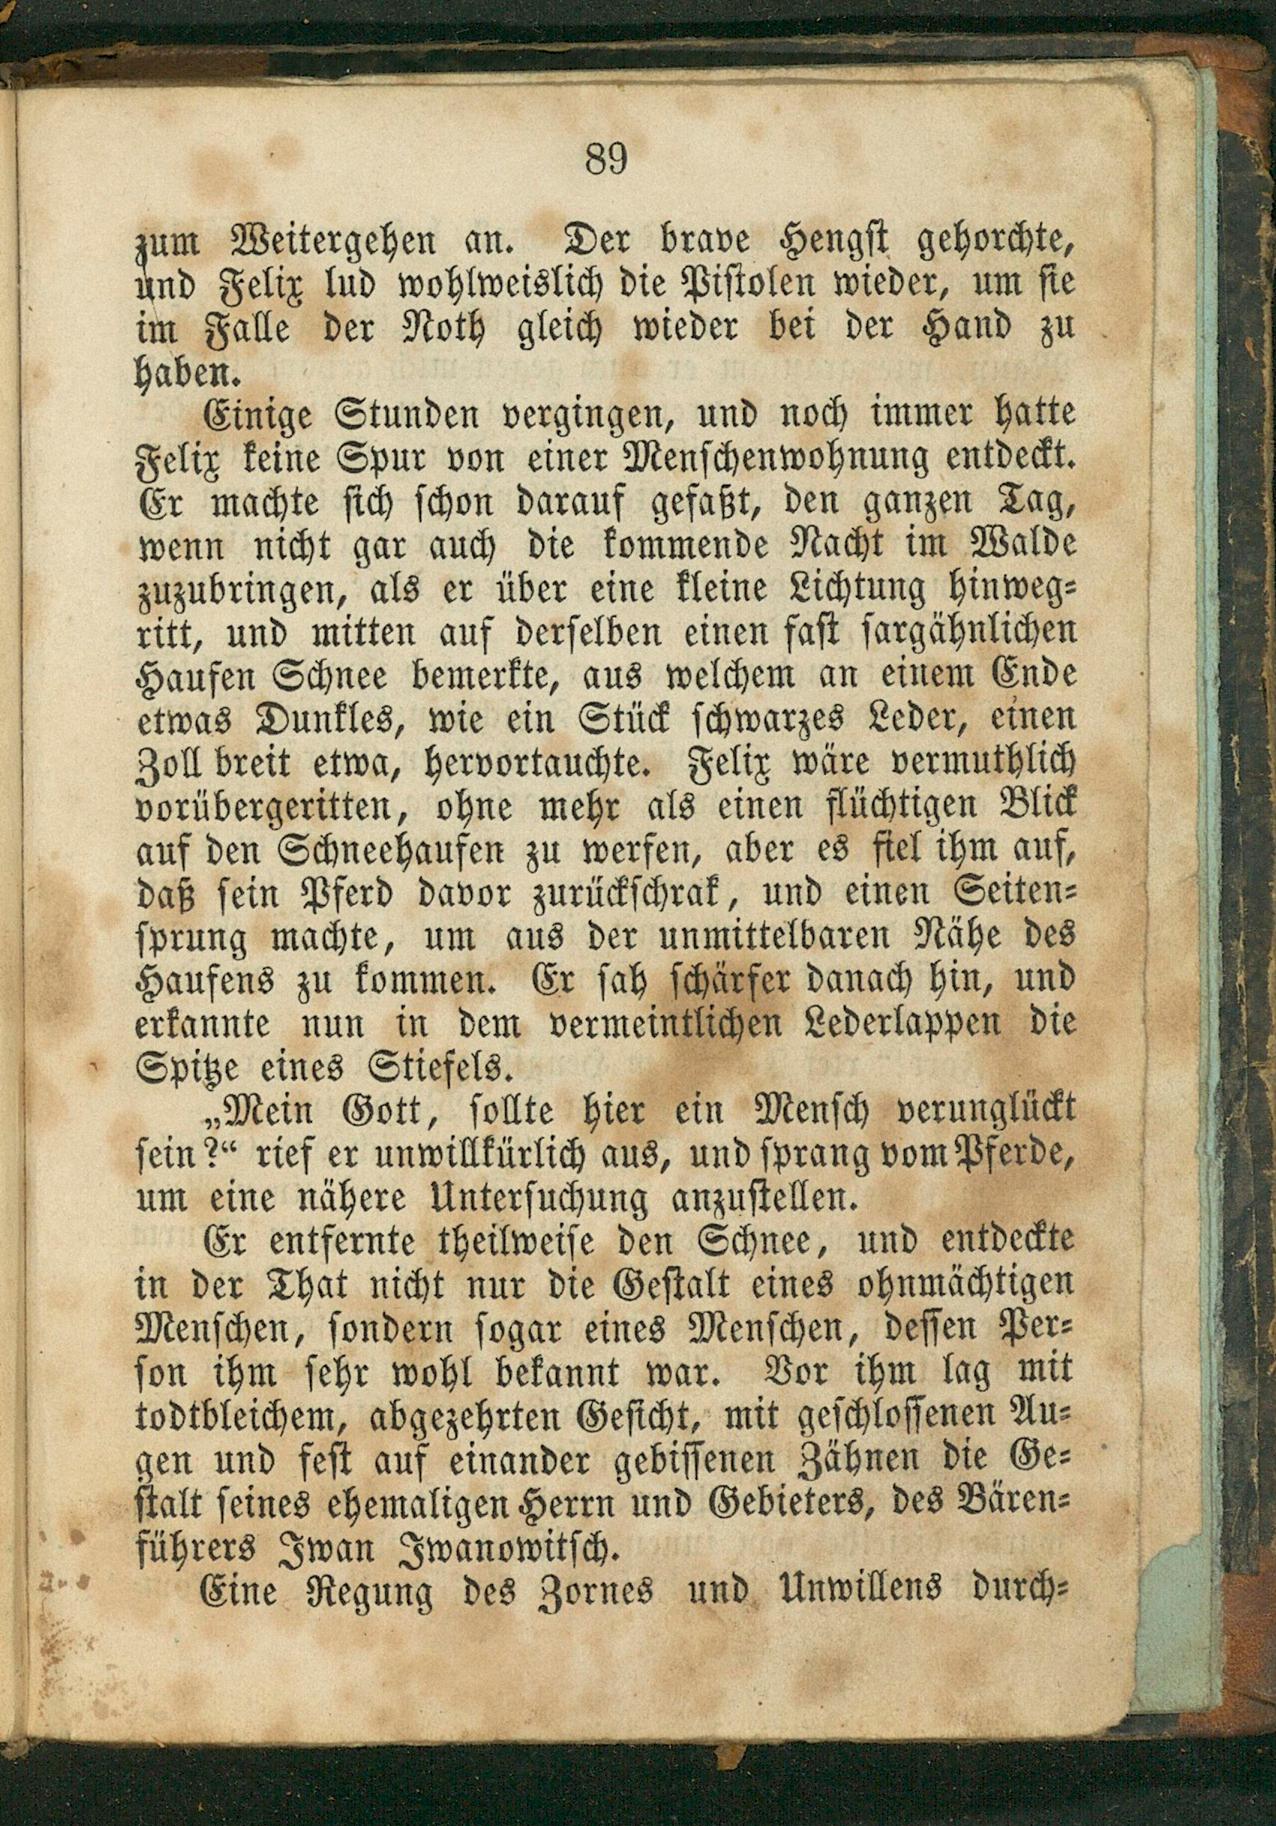 89
zum Weitergehen an. Der brave Hengst gehorchte,
und Felix lud wohlweislich die Pistolen wieder, um sie
im Falle der Noth gleich wieder bei der Hand zu
haben.
Einige Stunden vergingen, und noch immer hatte
Felix keine Spur von einer Menschenwohnung entdeckt.
Er machte sich schon darauf gefaßt, den ganzen Tag,
wenn nicht gar auch die kommende Nacht im Walde
zuzubringen, als er über eine kleine Lichtung hinweg-
ritt, und mitten auf derselben einen fast sargähnlichen
Haufen Schnee bemerkte, aus welchem an einem Ende
etwas Dunkles, wie ein Stück schwarzes Leder, einen
Zoll breit etwa, hervortauchte. Felix wäre vermuthlich
vorübergeritten, ohne mehr als einen flüchtigen Blick
auf den Schneehaufen zu werfen, aber es fiel ihm auf,
daß sein Pferd davor zurückschrak, und einen Seiten-
sprung machte, um aus der unmittelbaren Nähe des
Haufens zu kommen. Er sah schärfer danach hin, und
erkannte nun in dem vermeintlichen Lederlappen die
Spitze eines Stiefels.
„Mein Gott, sollte hier ein Mensch verunglückt
sein?“ rief er unwillkürlich aus, und sprang vom Pferde,
um eine nähere Untersuchung anzustellen.
Er entfernte theilweise den Schnee, und entdeckte
in der That nicht nur die Gestalt eines ohnmächtigen
Menschen, sondern sogar eines Menschen, dessen Per-
son ihm sehr wohl bekannt war. Vor ihm lag mit
todtbleichem, abgezehrten Gesicht, mit geschlossenen Au-
gen und fest auf einander gebissenen Zähnen die Ge-
stalt seines ehemaligen Herrn und Gebieters, des Bären-
führers Iwan Iwanowitsch.
Eine Regung des Zornes und Unwillens durch-